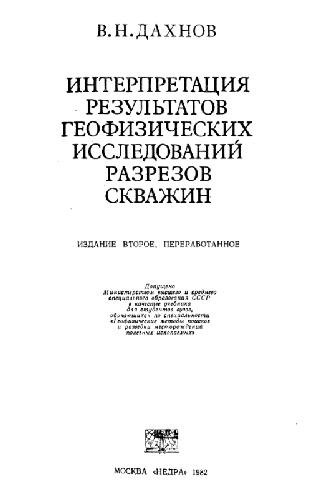 В.Н.ДАХНОВ
ИНТЕРПРЕТАЦИЯ
РЕЗУЛЬТАТОВ
ГЕОФИЗИЧЕСКИХ
ИССЛЕДОВАНИЙ
РАЗРЕЗОВ
СКВАЖИН
ИЗДАНИЕ ВТОРОЕ, ПЕРЕРАБОТАННОЕ
Допущено
Министерством высшего и среднего
специального образования СССР
в качестве учебника
для студентов вузов,
обучающихся по специальности
«Геофизические методы поисков
и разведки месторождений
полезных ископаемых»
МОСКВА «НЕДРА» 1982